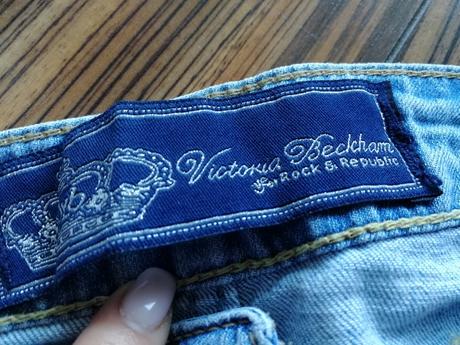 Victoria Beckham
for Rock & Republic